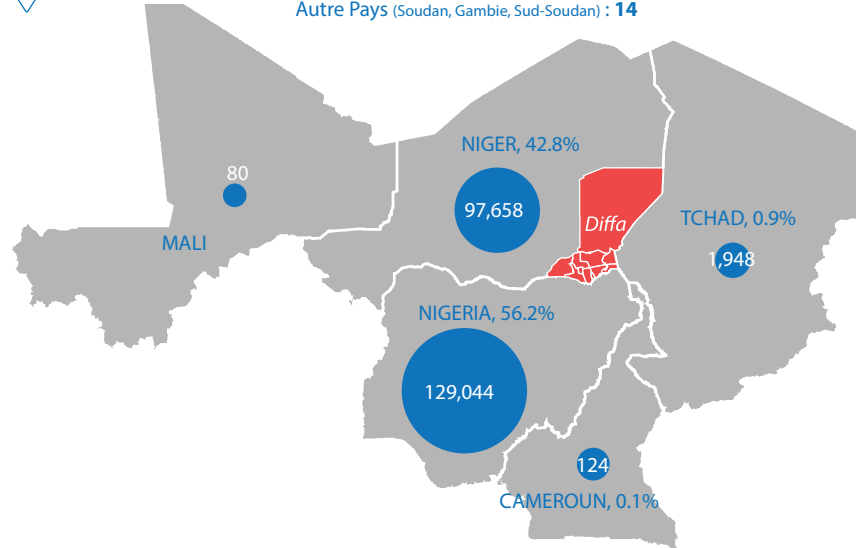 Autre Pays (Soudan, Gambie, Sud-Soudan) : 14
NIGER, 42.8%
97,658
80
MALI
Diffa
TCHAD, 0.9%
1,948
NIGERIA, 56.2%
129,044
124
CAMEROUN, 0.1%